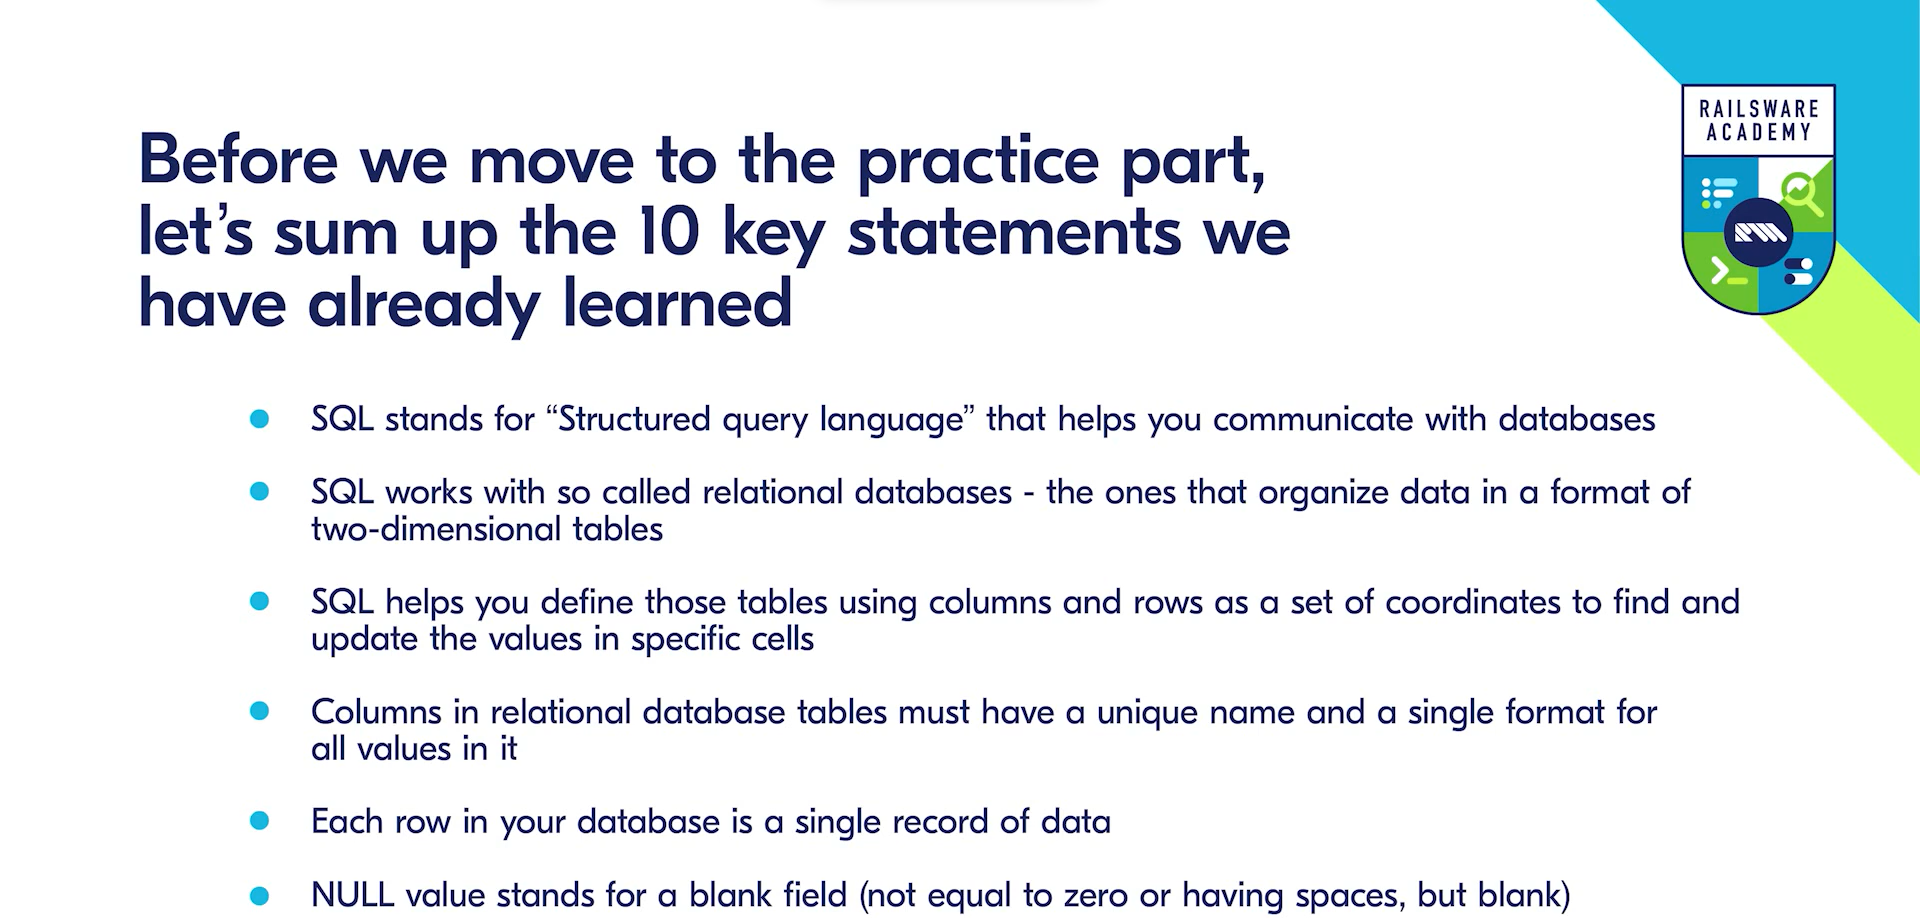 RAILSWARE
ACADEMY
Before we move to the practice part,
let’s sum up the 10 key statements we
have already learned
SQL stands for “Structured query language” that helps you communicate with databases
SQL works with so called relational databases - the ones that organize data in a format of
two-dimensional tables
SQL helps you define those tables using columns and rows as a set of coordinates to find and
update the values in specific cells
Columns in relational database tables must have a unique name and a single format for
all values in it
Each row in your database is a single record of data
NULL value stands for a blank field (not equal to zero or having spaces, but blank)